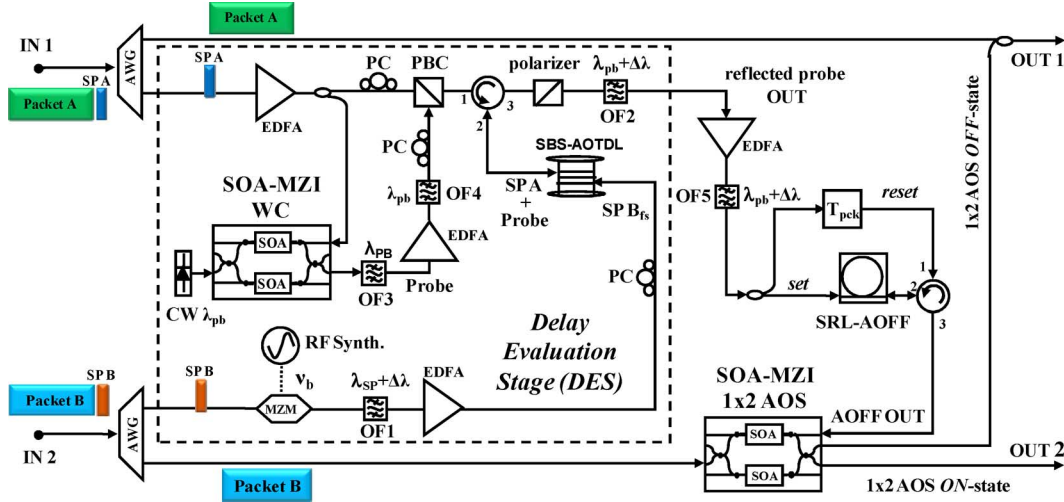 Packet A
IN 1
AWG
SP A
Packet A
SP A
EDFA
PC
PBC
1
3
2
polarizer
λpb+Δλ
OF2
reflected probe
OUT
OUT 1
EDFA
PC
SBS-AOTDL
SP A
+
Probe
SP Bfs
SOA-MZI
WC
λpb
OF4
OF5
λpb+Δλ
Tpck
reset
1x2 AOS OFF-state
SOA
SOA
EDFA
λPB
OF3
Probe
CW λpb
PC
set
1
2
3
SRL-AOFF
RF Synth.
νb
Delay
Evaluation
Stage (DES)
SP B
Packet B
SP B
MZM
λSP+Δλ
OF1
EDFA
SOA-MZI
1x2 AOS
AOFF OUT
AWG
IN 2
SOA
SOA
OUT 2
Packet B
1x2 AOS ON-state